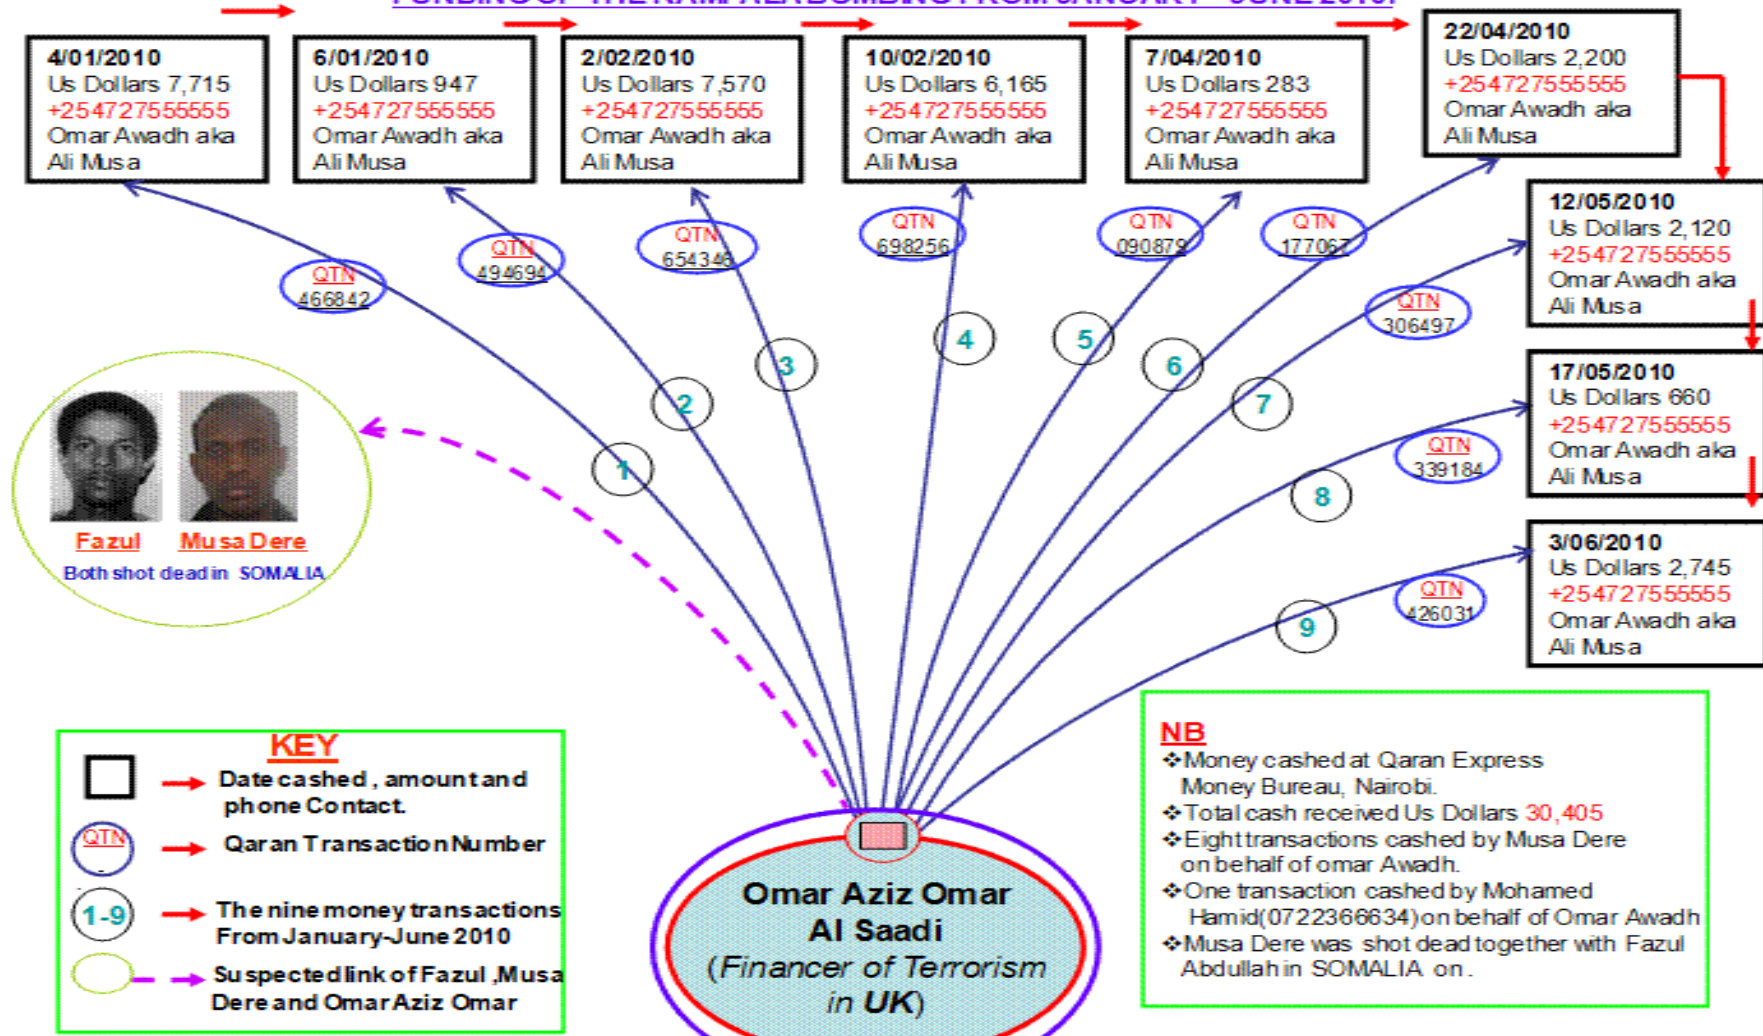 FUNDING OF THE KAMPALA BOMBING FROM JANUARY - JUNE 2010.
4/01/2010
Us Dollars 7,715
+254727555555
Omar Awadh aka
Ali Musa
6/01/2010
Us Dollars 947
+254727555555
Omar Awadh aka
Ali Musa
2/02/2010
Us Dollars 7,570
+254727555555
Omar Awadh aka
Ali Musa
10/02/2010
Us Dollars 6,165
+254727555555
Omar Awadh aka
Ali Musa
7/04/2010
Us Dollars 283
+254727555555
Omar Awadh aka
Ali Musa
22/04/2010
Us Dollars 2,200
+254727555555
Omar Awadh aka
Ali Musa
12/05/2010
Us Dollars 2,120
+254727555555
Omar Awadh aka
Ali Musa
17/05/2010
Us Dollars 660
+254727555555
Omar Awadh aka
Ali Musa
3/06/2010
Us Dollars 2,745
+254727555555
Omar Awadh aka
Ali Musa
QTN
466842
QTN
494694
QTN
654346
QTN
698256
QTN
090879
QTN
177067
QTN
306497
QTN
339184
QTN
426031
1
2
3
4
5
6
7
8
9
Fazul
Musa Dere
Both shot dead in SOMALIA
KEY
Date cashed , amount and
phone Contact.
QTN
Qaran Transaction Number
1-9
The nine money transactions
From January-June 2010
Suspected link of Fazul ,Musa
Dere and Omar Aziz Omar
Omar Aziz Omar
Al Saadi
(Financer of Terrorism
in UK)
NB
❖Money cashed at Qaran Express
Money Bureau, Nairobi.
❖Total cash received Us Dollars 30,405
❖Eight transactions cashed by Musa Dere
on behalf of omar Awadh.
❖One transaction cashed by Mohamed
Hamid(0722366634) on behalf of Omar Awadh
❖Musa Dere was shot dead together with Fazul
Abdullah in SOMALIA on .